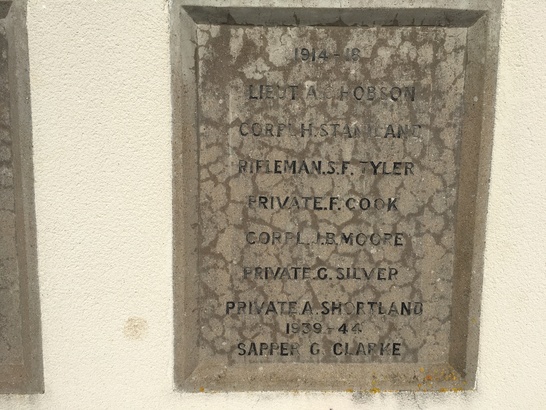 1914-18
LIEUT A. HOBSON
CORPL.H.STANILAND
RIFLEMAN.S.F.TYLER
PRIVATE.F.COOK
CORPL.J.B.MOORE
PRIVATE.G.SILVER
PRIVATE A.SHORTLAND
1939-44
SAPPER G CLARKE